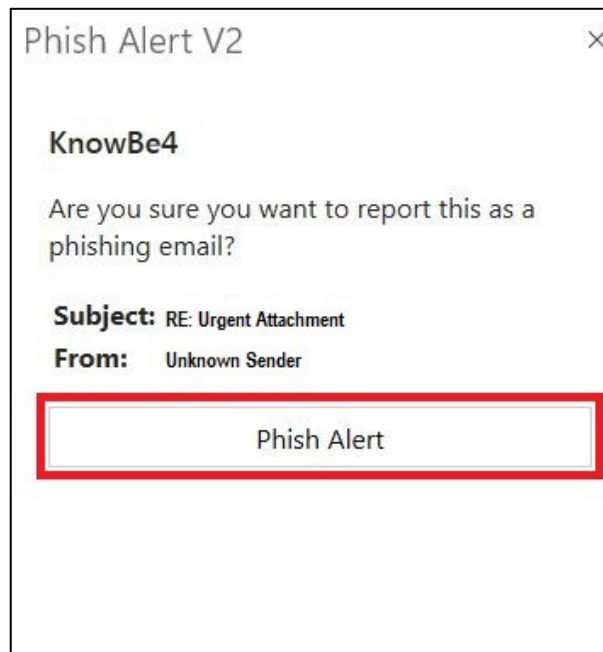 Phish Alert V2
KnowBe4
Are you sure you want to report this as a
phishing email?
Subject: RE: Urgent Attachment
From: Unknown Sender
Phish Alert